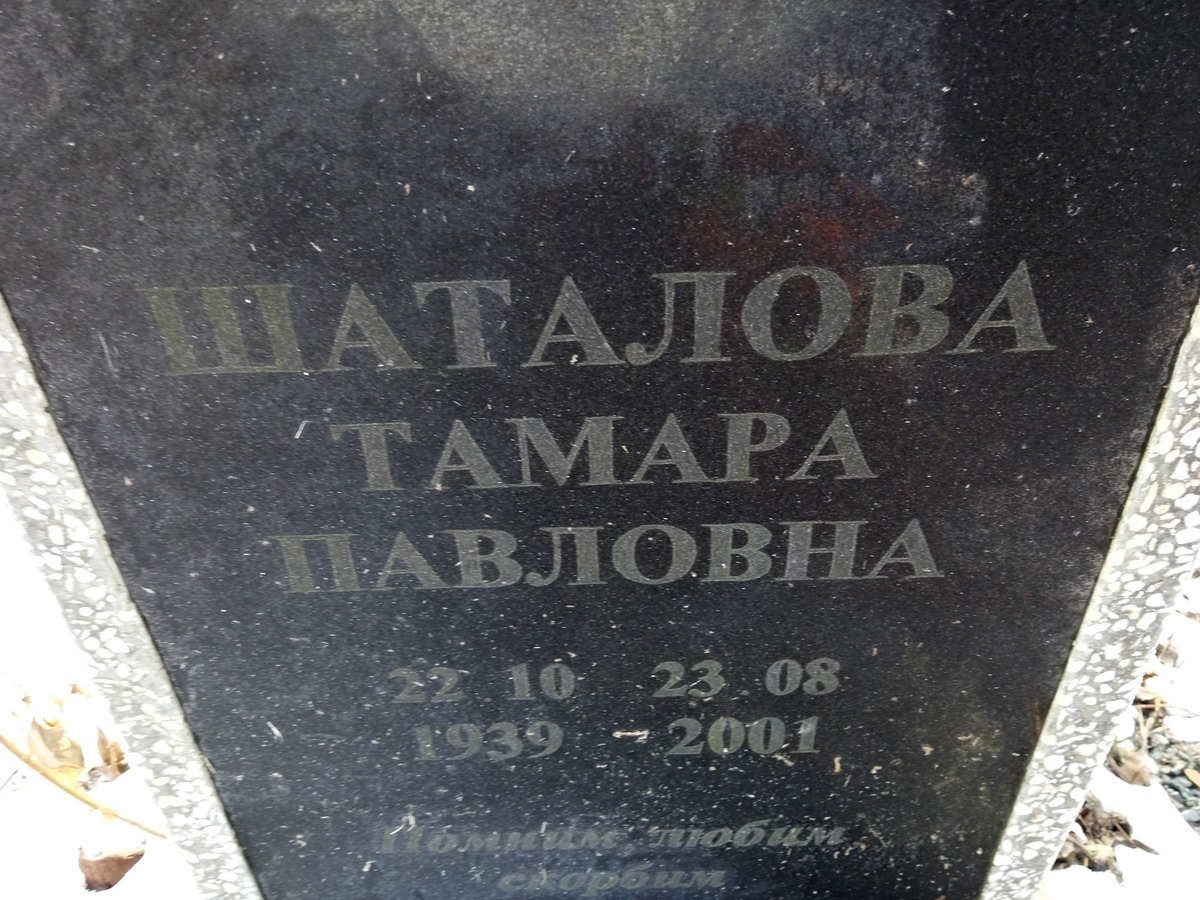 ШАТАЛОВА
ТАМАРА
ПАВЛОВНА
22.10 23.08
1939 - 2001
Помним, любим
скорбим